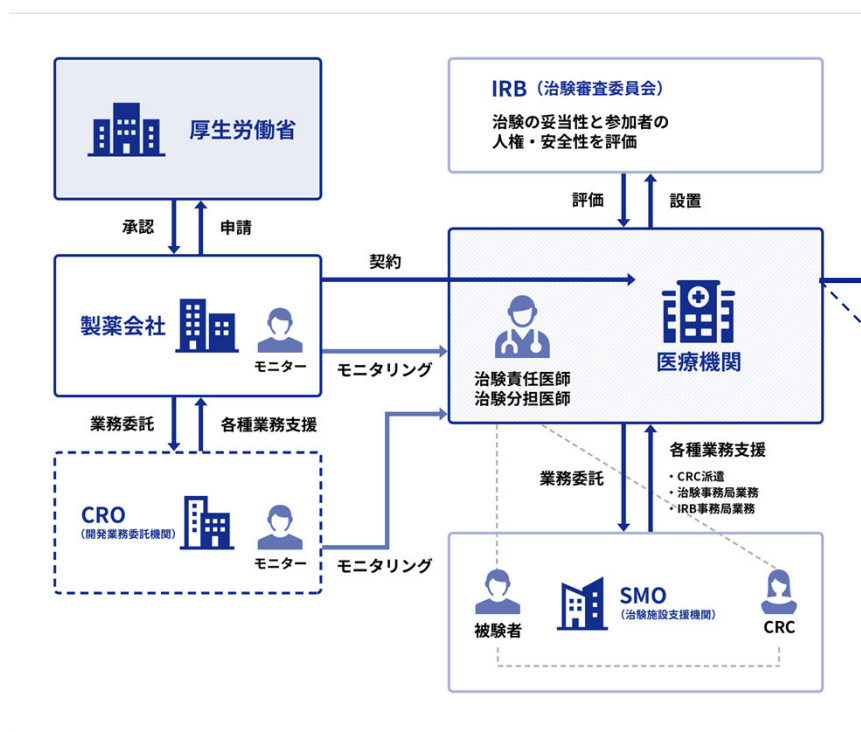 厚生労働省
IRB（治験審査委員会）
治験の妥当性と参加者の
人権・安全性を評価
承認
申請
評価
設置
製薬会社
モニター
契約
モニタリング
治験責任医師
治験分担医師
医療機関
業務委託
各種業務支援
CRO
（開発業務委託機関）
モニター
モニタリング
業務委託
各種業務支援
・CRC派遣
・治験事務局業務
・IRB事務局業務
被験者
SMO
（治験施設支援機関）
CRC